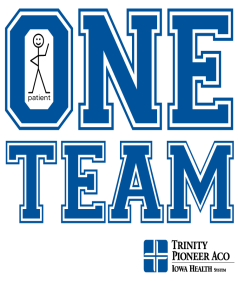 ONE
patient
TEAM
TRINITY
PIONEER ACO
IOWA HEALTH SYSTEM